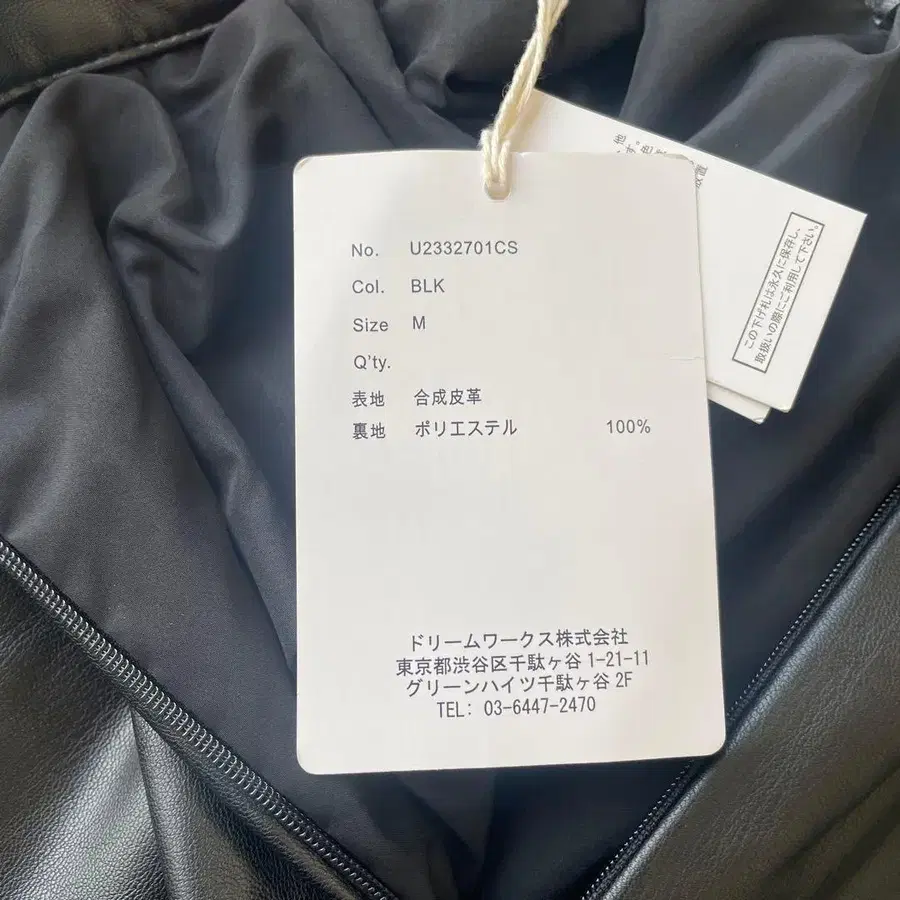 No. U2332701CS
Col. BLK
Size M
Q'ty.
表地 合成皮革
裏地 ポリエステル 100%
ドリームワークス株式会社
東京都渋谷区千駄ヶ谷 1-21-11
グリーンハイツ千駄ヶ谷 2F
TEL: 03-6447-2470
この下げ札は永久に保存し、
取扱いの際にご利用して下さい。